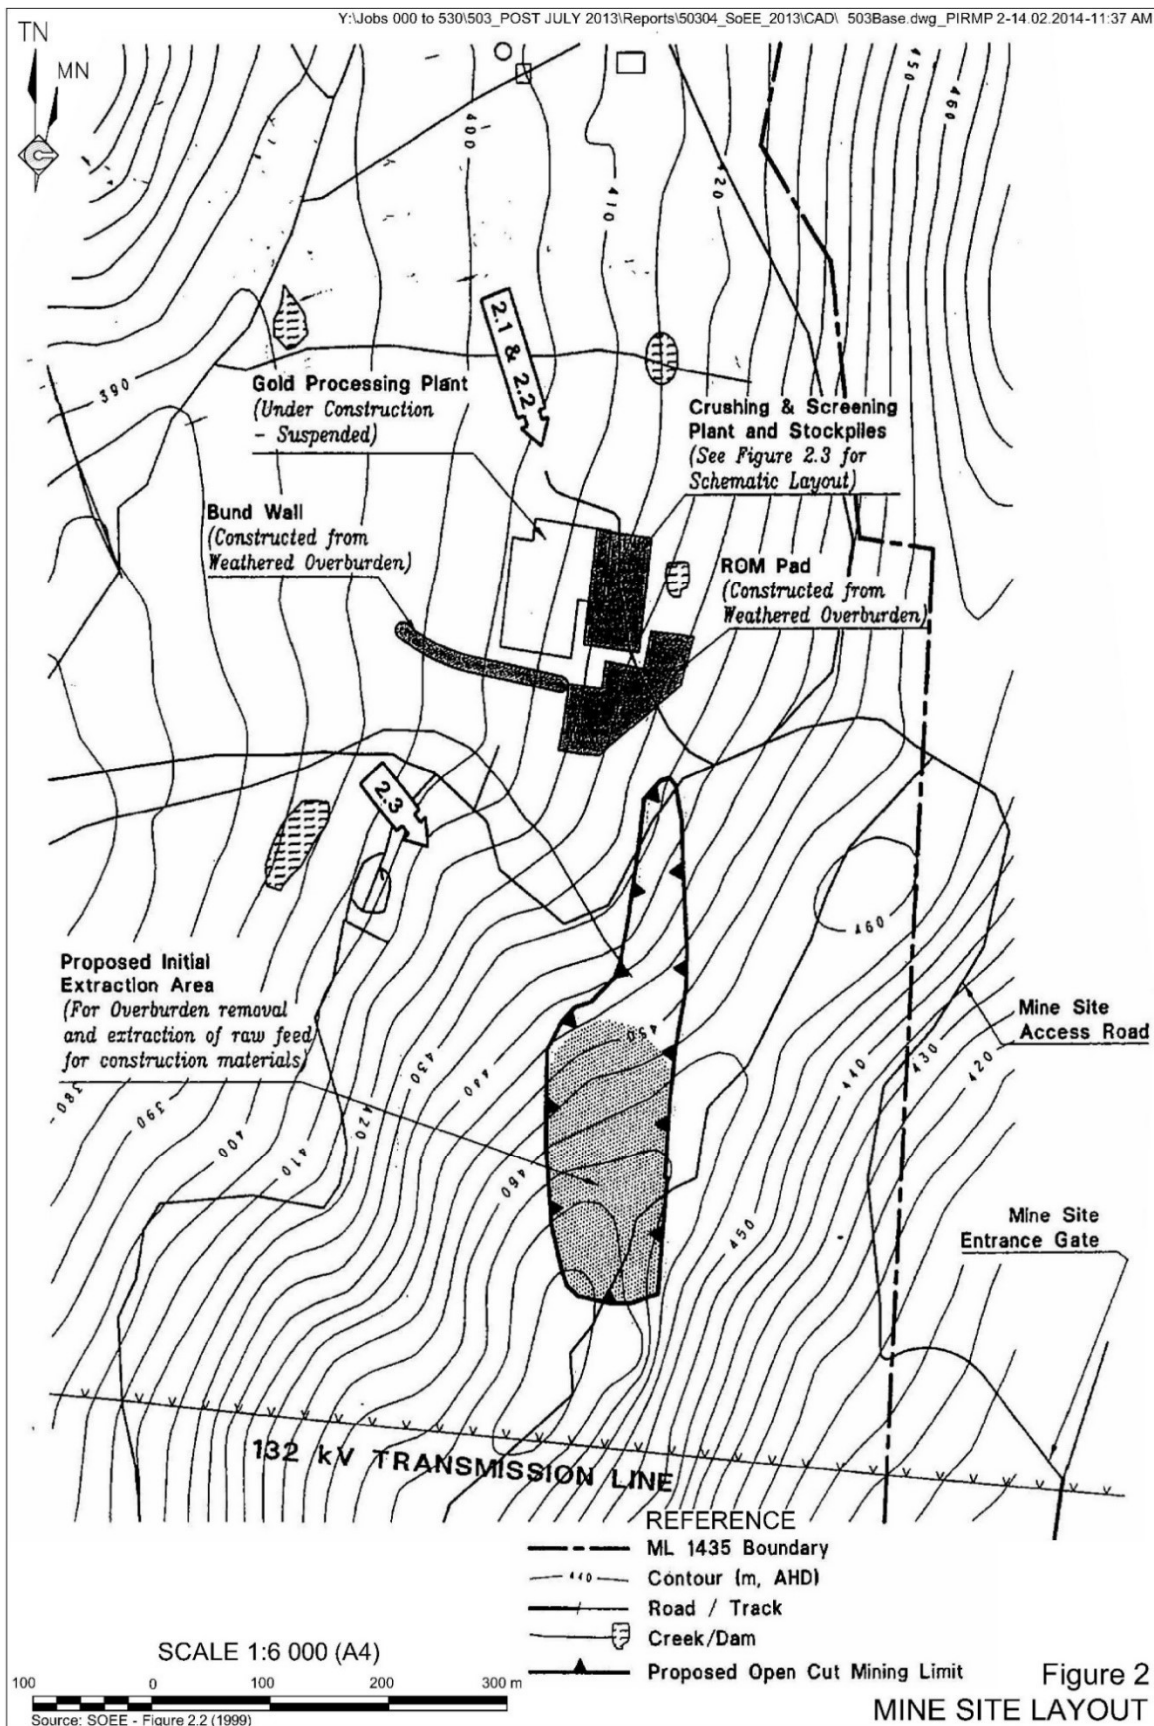 Y:\Jobs 000 to 530\503_POST JULY 2013\Reports\50304_SoEE_2013\CAD\ 503Base.dwg_PIRMP 2-14.02.2014-11:37 AM
TN
MN
450
460
400
420
410
2.1 & 2.2
390
Gold Processing Plant
(Under Construction
- Suspended)
Crushing & Screening
Plant and Stockpiles
(See Figure 2.3 for
Schematic Layout)
Bund Wall
(Constructed from
Weathered Overburden)
ROM Pad
(Constructed from
Weathered Overburden)
2.3
460
Proposed Initial
Extraction Area
(For Overburden removal
and extraction of raw feed
for construction materials)
Mine Site
Access Road
450
430
440
440
430
420
380
390
400
410
420
460
450
Mine Site
Entrance Gate
132 kV TRANSMISSION LINE
REFERENCE
ML 1435 Boundary
440
Contour (m, AHD)
Road / Track
Creek/Dam
Proposed Open Cut Mining Limit
SCALE 1:6 000 (A4)
100 0 100 200 300 m
Source: SOEE - Figure 2.2 (1999)
Figure 2
MINE SITE LAYOUT